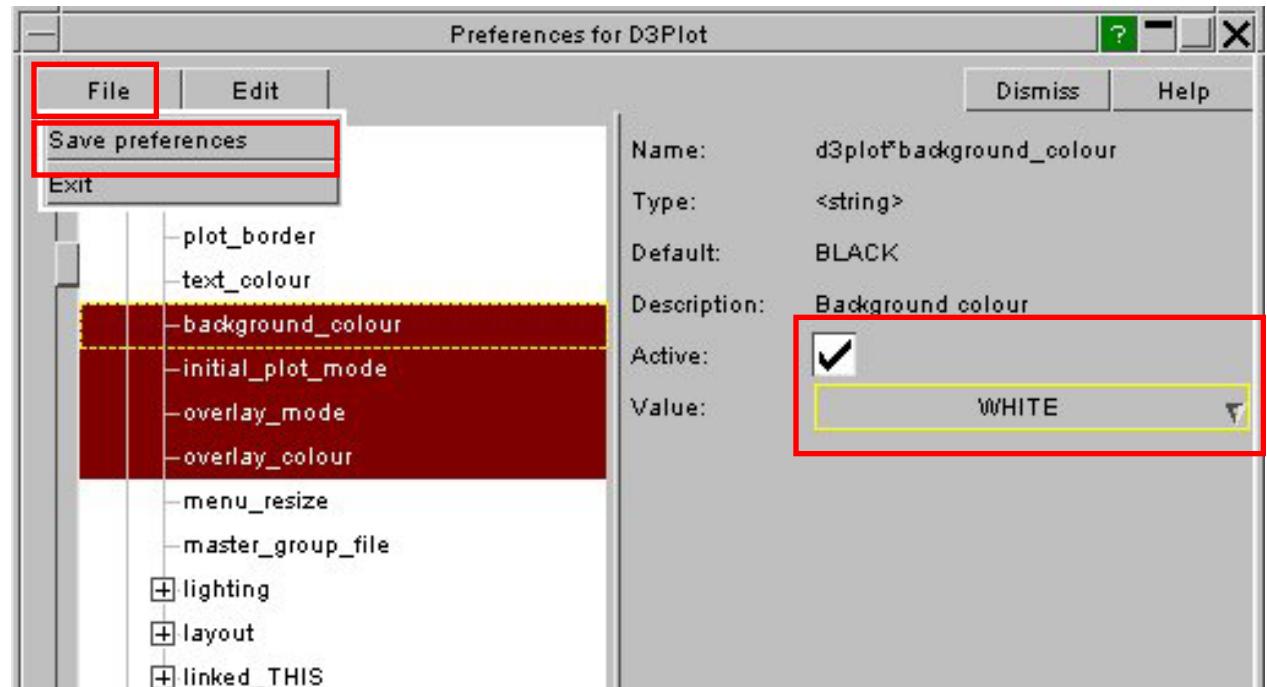 Preferences for D3Plot
?
File Edit Dismiss Help
Save preferences
Exit
plot_border
text_colour
background_colour
initial_plot_mode
overlay_mode
overlay_colour
menu_resize
master_group_file
lighting
layout
linked_THIS
Name: d3plot*background_colour
Type: <string>
Default: BLACK
Description: Background colour
Active:
Value: WHITE